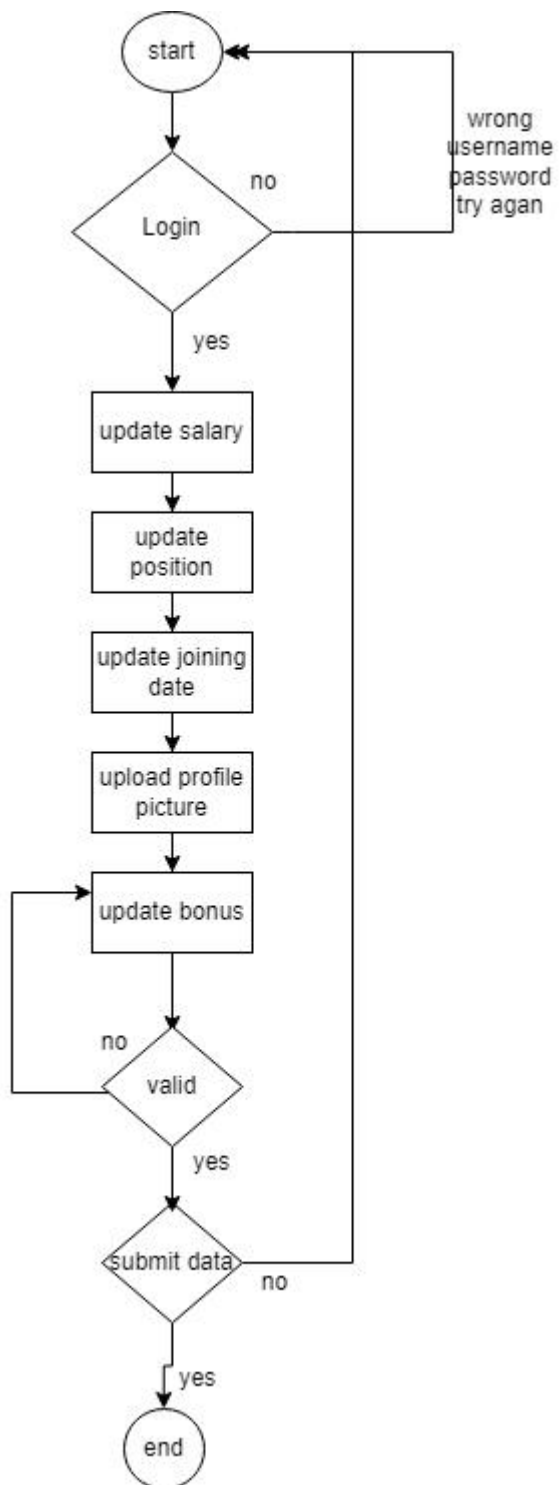 start
no
wrong
username
password
try agan
Login
yes
update salary
update
position
update joining
date
upload profile
picture
update bonus
no
valid
yes
submit data
no
yes
end